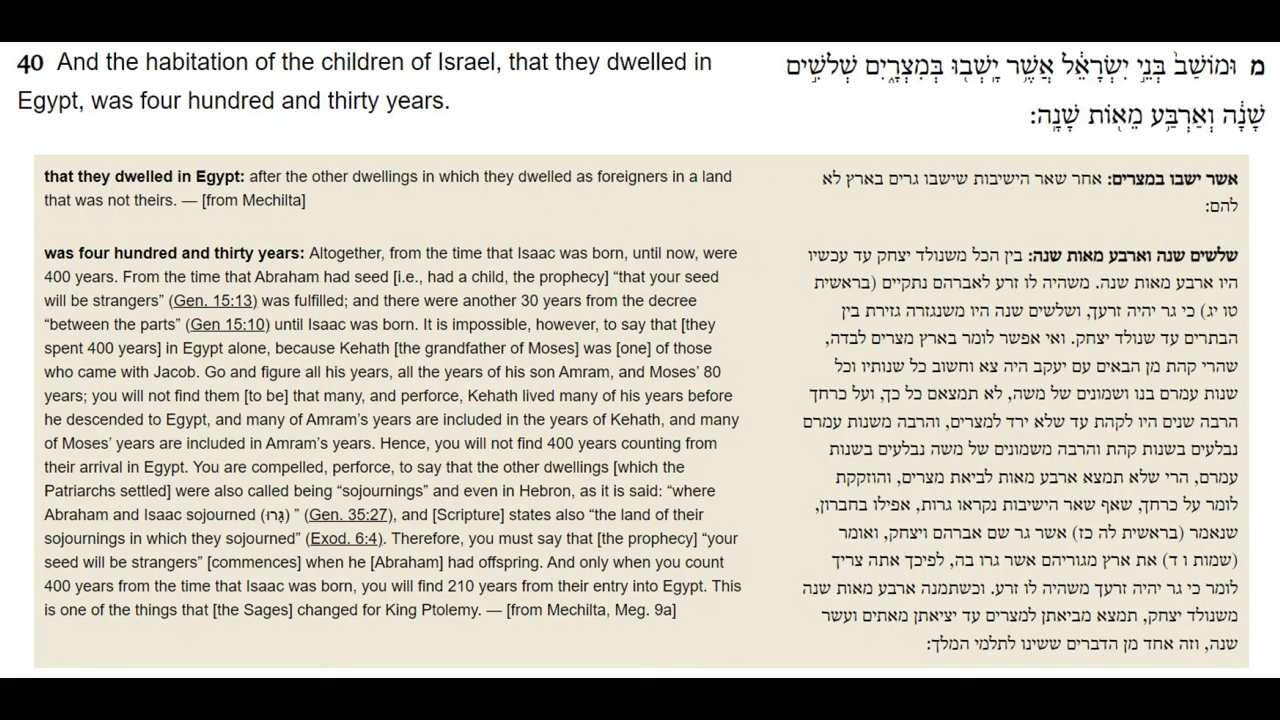 40 And the habitation of the children of Israel, that they dwelled in
Egypt, was four hundred and thirty years.
מ וּמוֹשַׁב֙ בְּנֵ֣י יִשְׂרָאֵ֔ל אֲשֶׁ֥ר יָשְׁב֖וּ בְּמִצְרָ֑יִם שְׁלֹשִׁ֣ים
שָׁנָ֔ה וְאַרְבַּ֥ע מֵא֖וֹת שָׁנָֽה:
that they dwelled in Egypt: after the other dwellings in which they dwelled as foreigners in a land
that was not theirs. — [from Mechilta]
was four hundred and thirty years: Altogether, from the time that Isaac was born, until now, were
400 years. From the time that Abraham had seed [i.e., had a child, the prophecy] “that your seed
will be strangers” (Gen. 15:13) was fulfilled; and there were another 30 years from the decree
“between the parts” (Gen 15:10) until Isaac was born. It is impossible, however, to say that [they
spent 400 years] in Egypt alone, because Kehath [the grandfather of Moses] was [one] of those
who came with Jacob. Go and figure all his years, all the years of his son Amram, and Moses’ 80
years; you will not find them [to be] that many, and perforce, Kehath lived many of his years before
he descended to Egypt, and many of Amram’s years are included in the years of Kehath, and many
of Moses’ years are included in Amram’s years. Hence, you will not find 400 years counting from
their arrival in Egypt. You are compelled, perforce, to say that the other dwellings [which the
Patriarchs settled] were also called being “sojournings” and even in Hebron, as it is said: “where
Abraham and Isaac sojourned (גָּרוּ) ” (Gen. 35:27), and [Scripture] states also “the land of their
sojournings in which they sojourned” (Exod. 6:4). Therefore, you must say that [the prophecy] “your
seed will be strangers” [commences] when he [Abraham] had offspring. And only when you count
400 years from the time that Isaac was born, you will find 210 years from their entry into Egypt. This
is one of the things that [the Sages] changed for King Ptolemy. — [from Mechilta, Meg. 9a]
אשר ישבו במצרים: אחר שאר הישיבות שישבו גרים בארץ לא
להם:
שלשים שנה וארבע מאות שנה: בין הכל משנולד יצחק עד עכשיו
היו ארבע מאות שנה. משהיה לו זרע לאברהם נתקיים (בראשית
טו יג) כי גר יהיה זרעך, ושלשים שנה היו משנגזרה גזירת בין
הבתרים עד שנולד יצחק. ואי אפשר לומר בארץ מצרים לבדה,
שהרי קהת מן הבאים עם יעקב היה צא וחשוב כל שנותיו וכל
שנות עמרם בנו ושמונים של משה, לא תמצאם כל כך, ועל כרחך
הרבה שנים היו לקהת עד שלא ירד למצרים, והרבה משנות עמרם
נבלעים בשנות קהת והרבה משמונים של משה נבלעים בשנות
עמרם, הרי שלא תמצא ארבע מאות לביאת מצרים, והוזקקת
לומר על כרחך, שאף שאר הישיבות נקראו גרות, אפילו בחברון,
שנאמר (בראשית לה כז) אשר גר שם אברהם ויצחק, ואומר
(שמות ו ד) את ארץ מגוריהם אשר גרו בה, לפיכך אתה צריך
לומר כי גר יהיה זרעך משהיה לו זרע. וכשתמנה ארבע מאות שנה
משנולד יצחק, תמצא מביאתן למצרים עד יציאתן מאתים ועשר
שנה, וזה אחד מן הדברים ששינו לתלמי המלך: